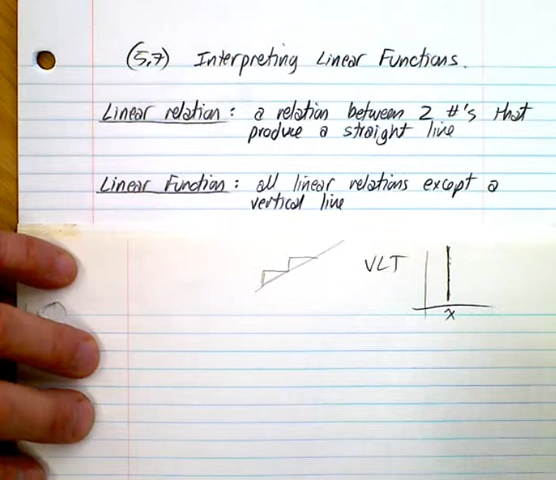 (5,7) Interpreting Linear Functions.
Linear relation: a relation between 2 #'s that
produce a straight line
Linear Function: all linear relations except a
vertical line
VLT
x